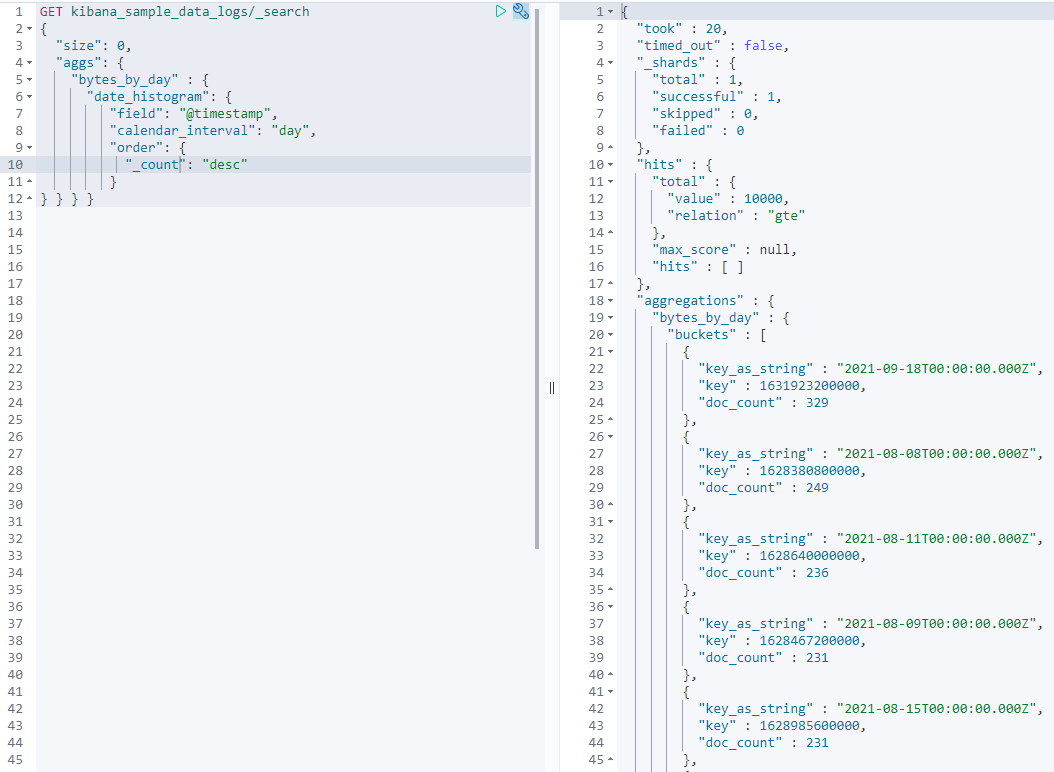 1 GET kibana_sample_data_logs/_search
2 {
3 "size": 0,
4 "aggs": {
5 "bytes_by_day" : {
6 "date_histogram": {
7 "field": "@timestamp",
8 "calendar_interval": "day",
9 "order": {
10 "_count": "desc"
11 }
12 } } } }
13
14
15
16
17
18
19
20
21
22
23
24
25
26
27
28
29
30
31
32
33
34
35
36
37
38
39
40
41
42
43
44
45
1 {
2 "took" : 20,
3 "timed_out" : false,
4 "_shards" : {
5 "total" : 1,
6 "successful" : 1,
7 "skipped" : 0,
8 "failed" : 0
9 },
10 "hits" : {
11 "total" : {
12 "value" : 10000,
13 "relation" : "gte"
14 },
15 "max_score" : null,
16 "hits" : [ ]
17 },
18 "aggregations" : {
19 "bytes_by_day" : {
20 "buckets" : [
21 {
22 "key_as_string" : "2021-09-18T00:00:00.000Z",
23 "key" : 1631923200000,
24 "doc_count" : 329
25 },
26 {
27 "key_as_string" : "2021-08-08T00:00:00.000Z",
28 "key" : 1628380800000,
29 "doc_count" : 249
30 },
31 {
32 "key_as_string" : "2021-08-11T00:00:00.000Z",
33 "key" : 1628640000000,
34 "doc_count" : 236
35 },
36 {
37 "key_as_string" : "2021-08-09T00:00:00.000Z",
38 "key" : 1628467200000,
39 "doc_count" : 231
40 },
41 {
42 "key_as_string" : "2021-08-15T00:00:00.000Z",
43 "key" : 1628985600000,
44 "doc_count" : 231
45 },